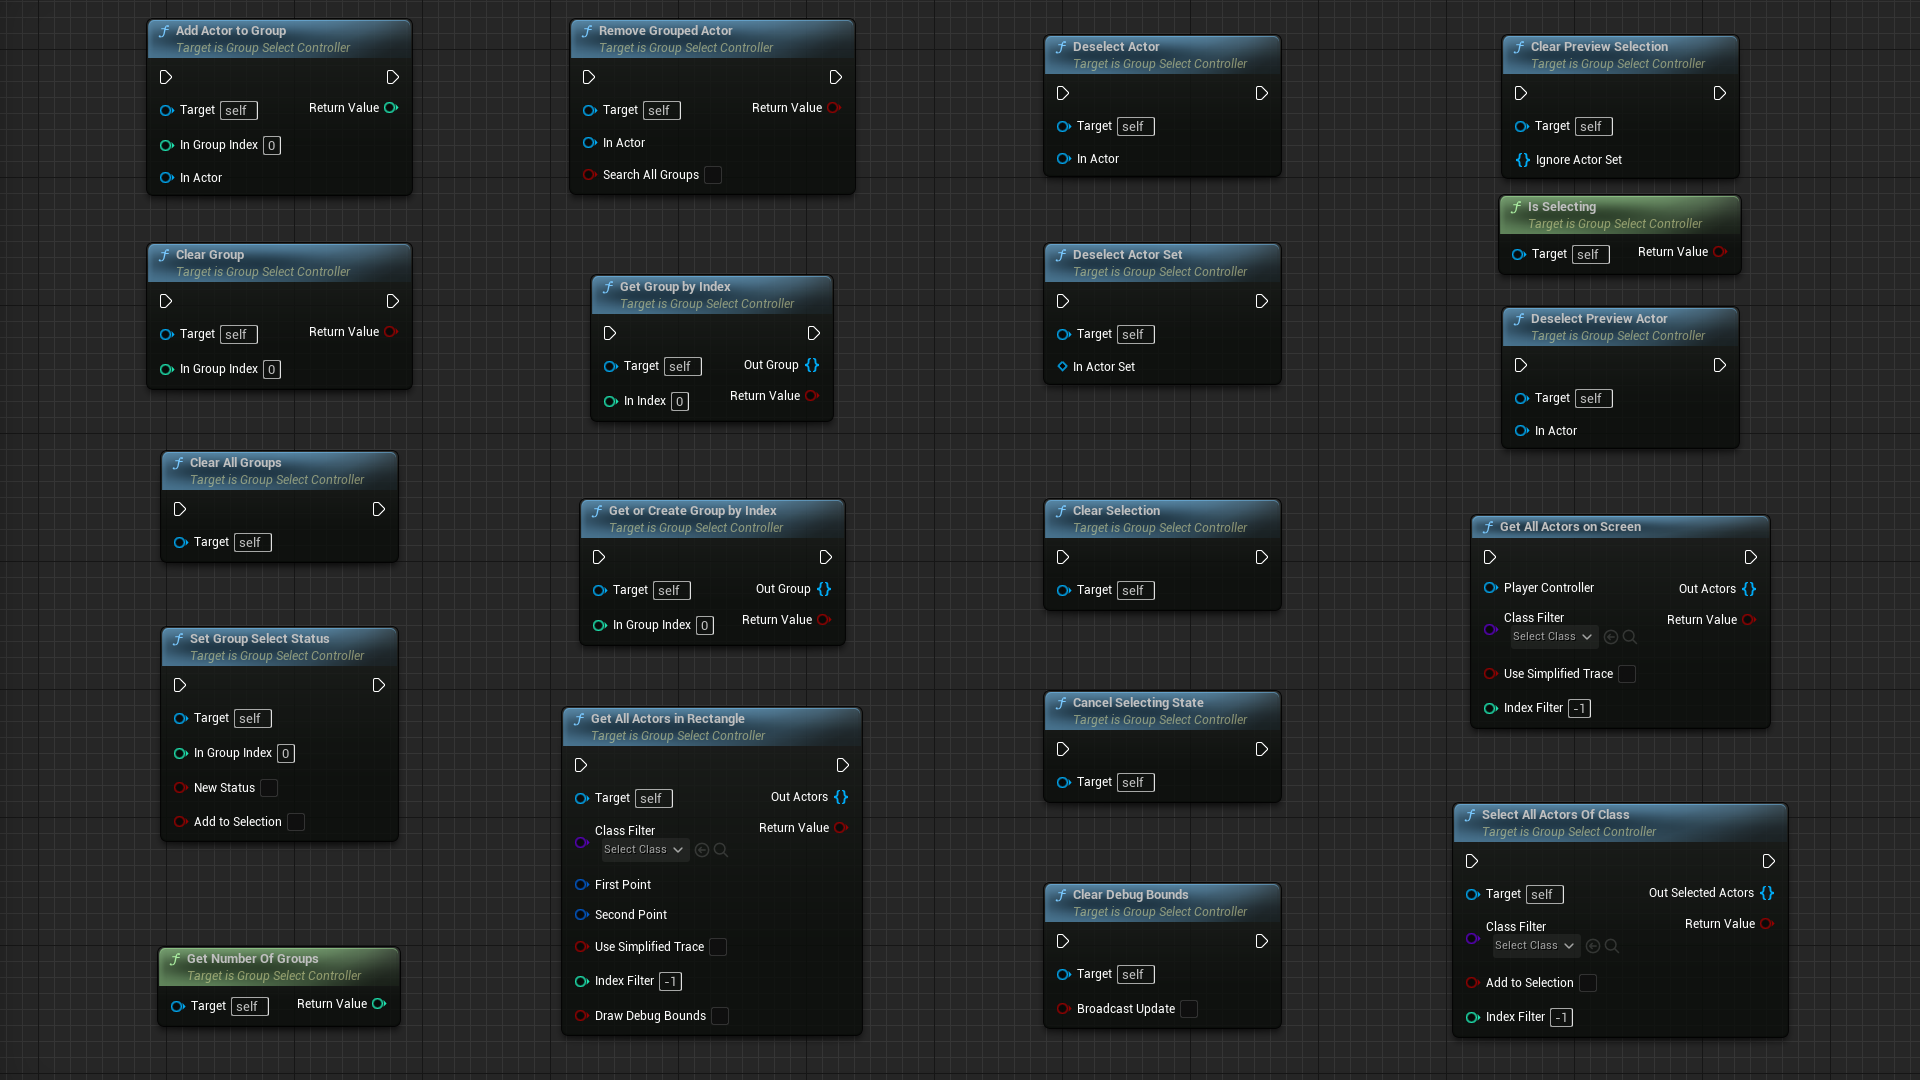 Add Actor to Group
Target is Group Select Controller
Target self
Return Value
In Group Index 0
In Actor
Clear Group
Target is Group Select Controller
Target self
Return Value
In Group Index 0
Clear All Groups
Target is Group Select Controller
Target self
Set Group Select Status
Target is Group Select Controller
Target self
In Group Index 0
New Status
Add to Selection
Get Number Of Groups
Target is Group Select Controller
Target self
Return Value
Remove Grouped Actor
Target is Group Select Controller
Target self
Return Value
In Actor
Search All Groups
Get Group by Index
Target is Group Select Controller
Target self
Out Group
In Index 0
Return Value
Get or Create Group by Index
Target is Group Select Controller
Target self
Out Group
In Group Index 0
Return Value
Get All Actors in Rectangle
Target is Group Select Controller
Target self
Out Actors
Class Filter
Return Value
Select Class
First Point
Second Point
Use Simplified Trace
Index Filter -1
Draw Debug Bounds
Deselect Actor
Target is Group Select Controller
Target self
In Actor
Deselect Actor Set
Target is Group Select Controller
Target self
In Actor Set
Clear Selection
Target is Group Select Controller
Target self
Cancel Selecting State
Target is Group Select Controller
Target self
Clear Debug Bounds
Target is Group Select Controller
Target self
Broadcast Update
Clear Preview Selection
Target is Group Select Controller
Target self
Ignore Actor Set
Is Selecting
Target is Group Select Controller
Target self
Return Value
Deselect Preview Actor
Target is Group Select Controller
Target self
In Actor
Get All Actors on Screen
Player Controller
Out Actors
Class Filter
Return Value
Select Class
Use Simplified Trace
Index Filter -1
Select All Actors Of Class
Target is Group Select Controller
Target self
Out Selected Actors
Class Filter
Return Value
Select Class
Add to Selection
Index Filter -1